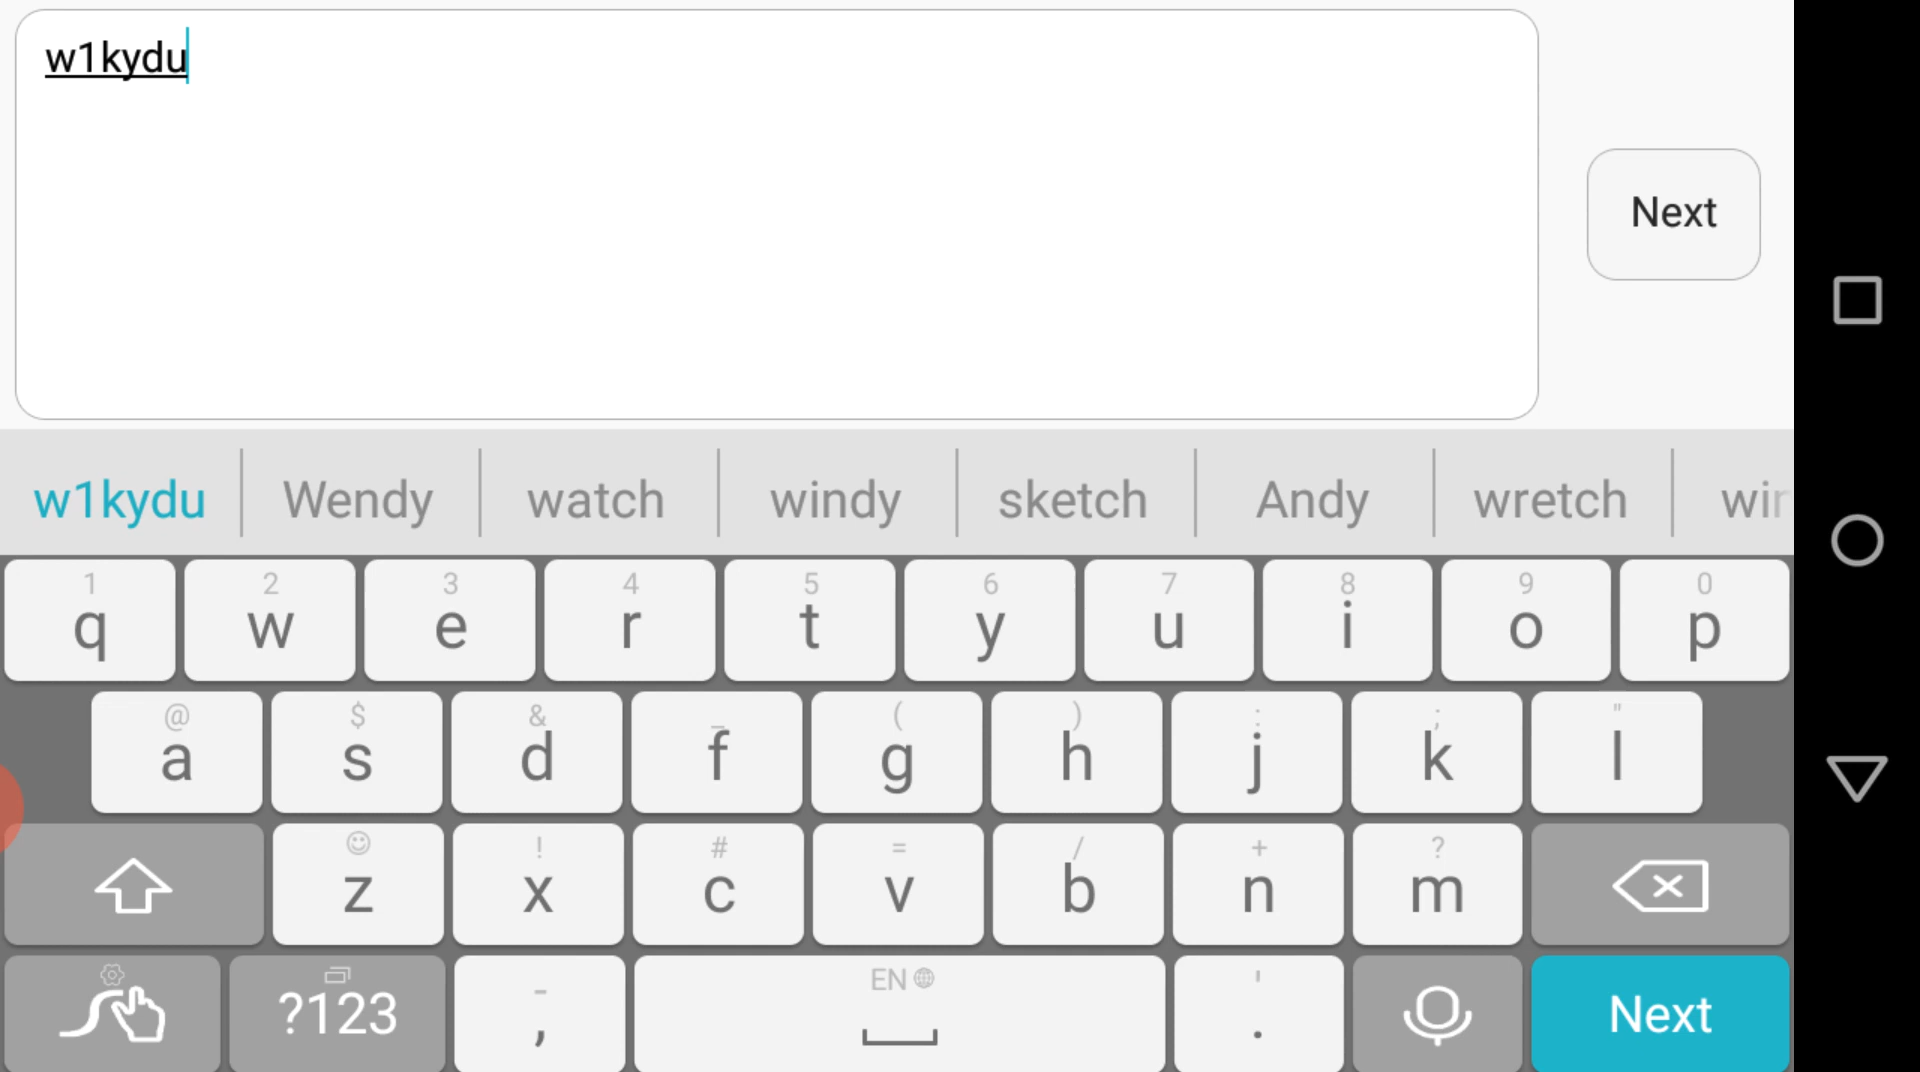 w1kydu
Next
w1kydu Wendy watch windy sketch Andy wretch
1 2 3 4 5 6 7 8 9 0
q w e r t y u i o p
@ $ & _ ( ) : ; "
a s d f g h j k l
! # = / + ?
z x c v b n m
EN
- '
?123 , . Next